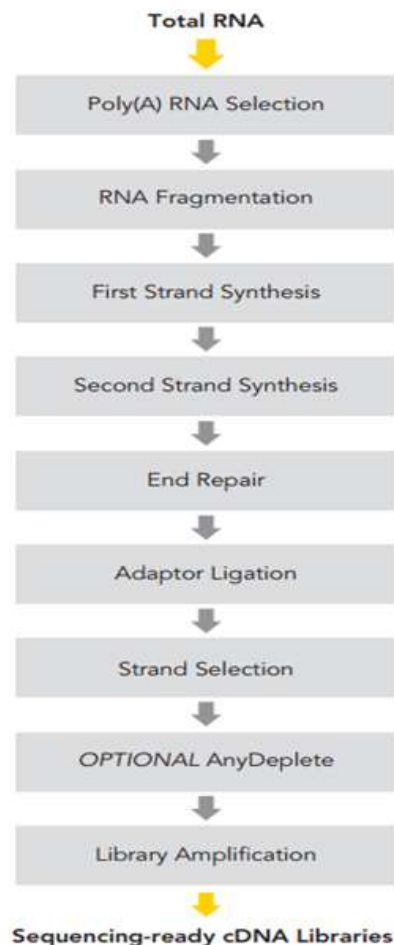 Total RNA
Poly(A) RNA Selection
RNA Fragmentation
First Strand Synthesis
Second Strand Synthesis
End Repair
Adaptor Ligation
Strand Selection
OPTIONAL AnyDeplete
Library Amplification
Sequencing-ready cDNA Libraries